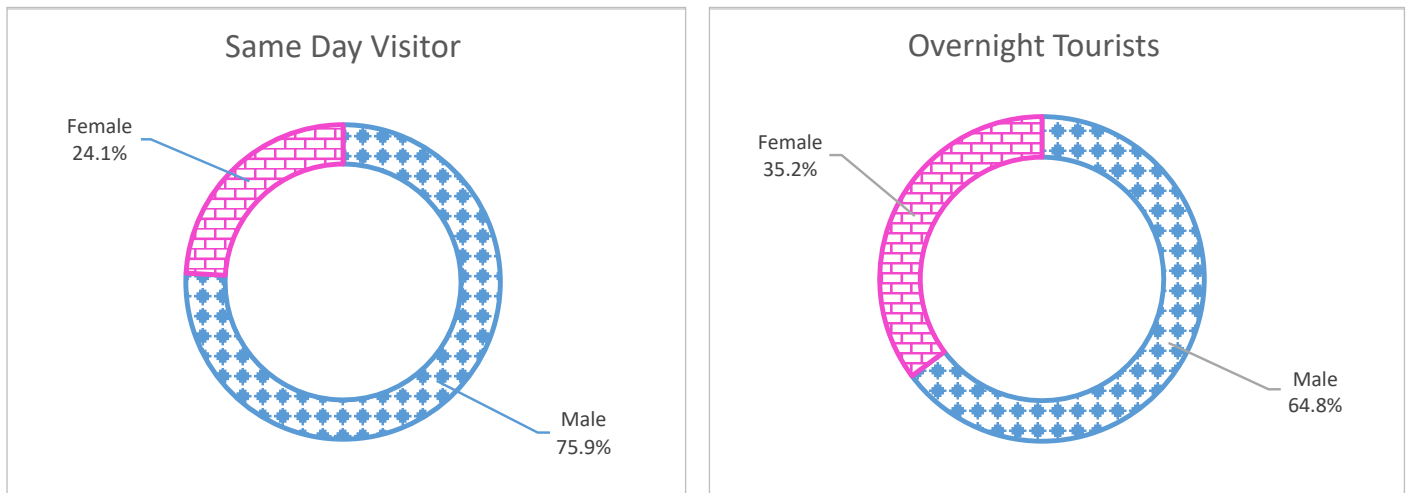 Same Day Visitor
Female
24.1%
Male
75.9%
Overnight Tourists
Female
35.2%
Male
64.8%